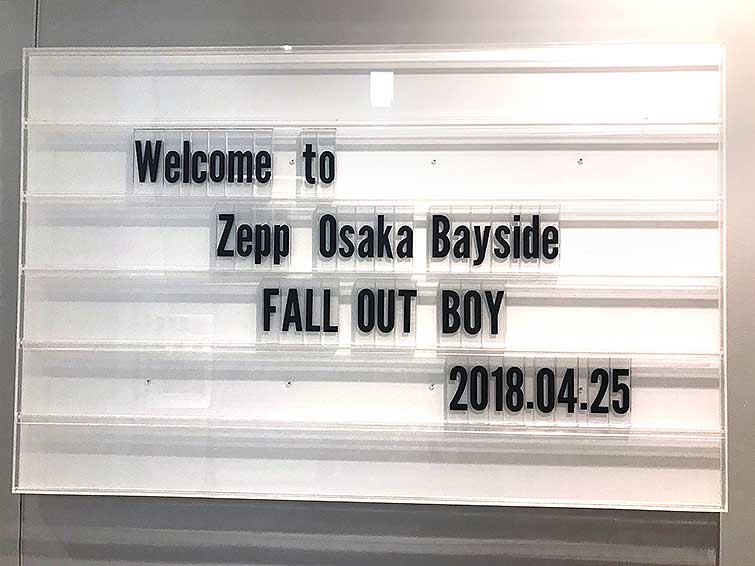 Welcome to
Zepp Osaka Bayside
FALL OUT BOY
2018.04.25